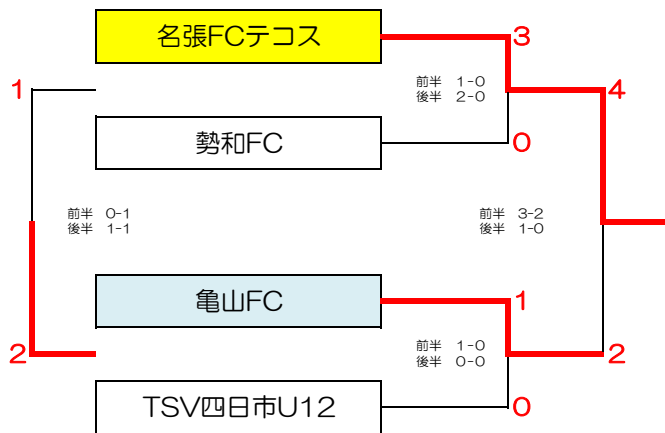 名張FCテコス
3
前半 1-0
後半 2-0
1
4
勢和FC
0
前半 0-1
後半 1-1
前半 3-2
後半 1-0
亀山FC
1
前半 1-0
後半 0-0
2
2
TSV四日市U12
0